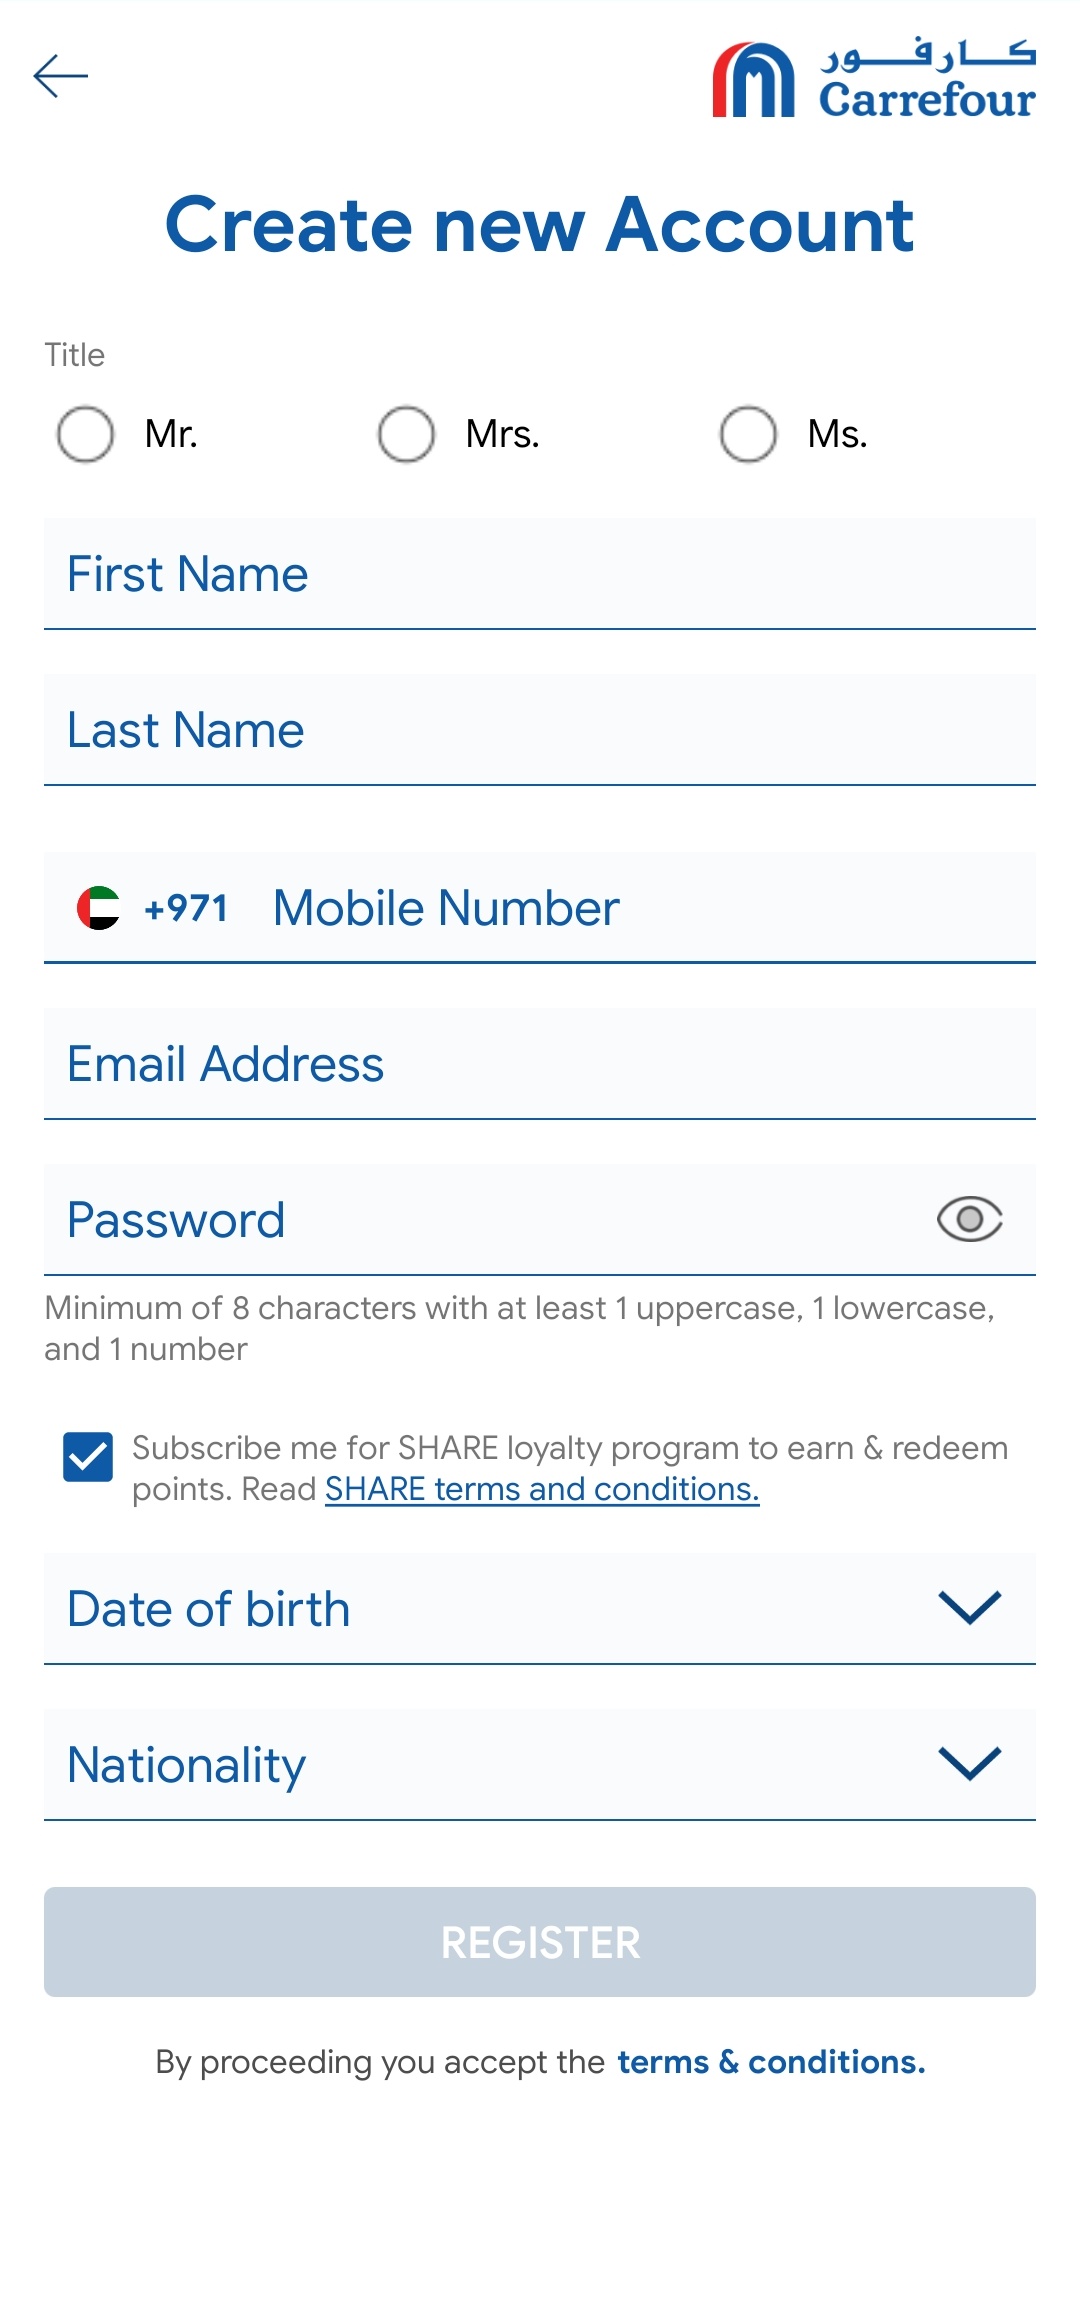 كارفور
Carrefour
Create new Account
Title
Mr. Mrs. Ms.
First Name
Last Name
+971 Mobile Number
Email Address
Password
Minimum of 8 characters with at least 1 uppercase, 1 lowercase,
and 1 number
Subscribe me for SHARE loyalty program to earn & redeem
points. Read SHARE terms and conditions.
Date of birth
Nationality
REGISTER
By proceeding you accept the terms & conditions.